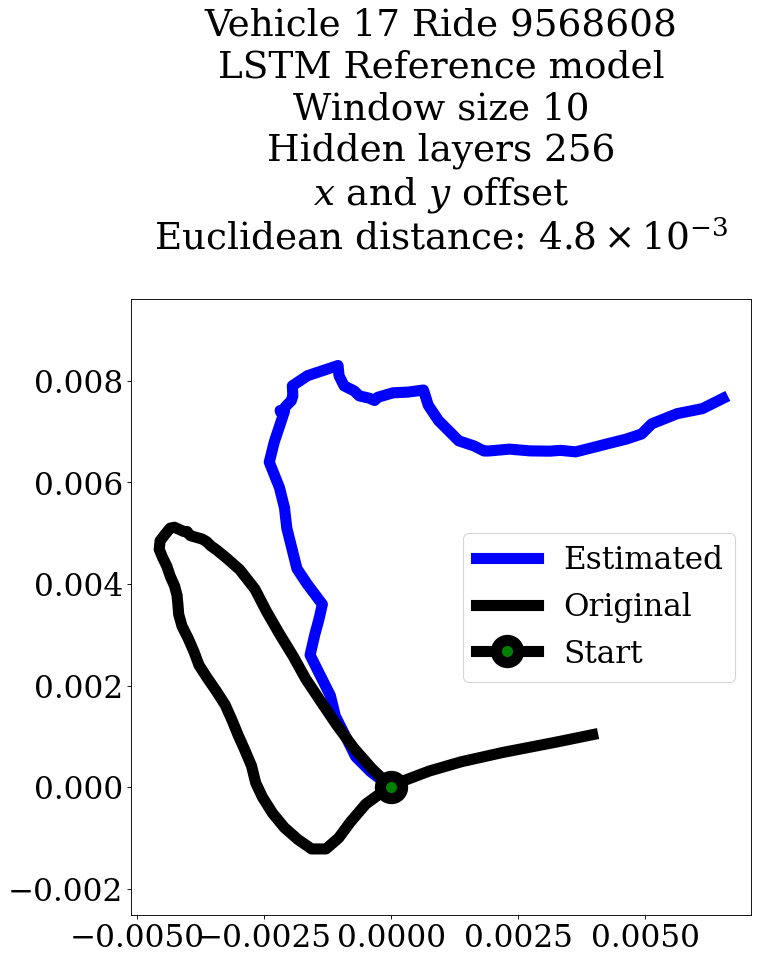 Vehicle 17 Ride 9568608
LSTM Reference model
Window size 10
Hidden layers 256
x and y offset
Euclidean distance: 4.8 × 10⁻³
0.008
0.006
0.004
0.002
0.000
−0.002
Estimated
Original
Start
−0.0050 −0.0025 0.0000 0.0025 0.0050